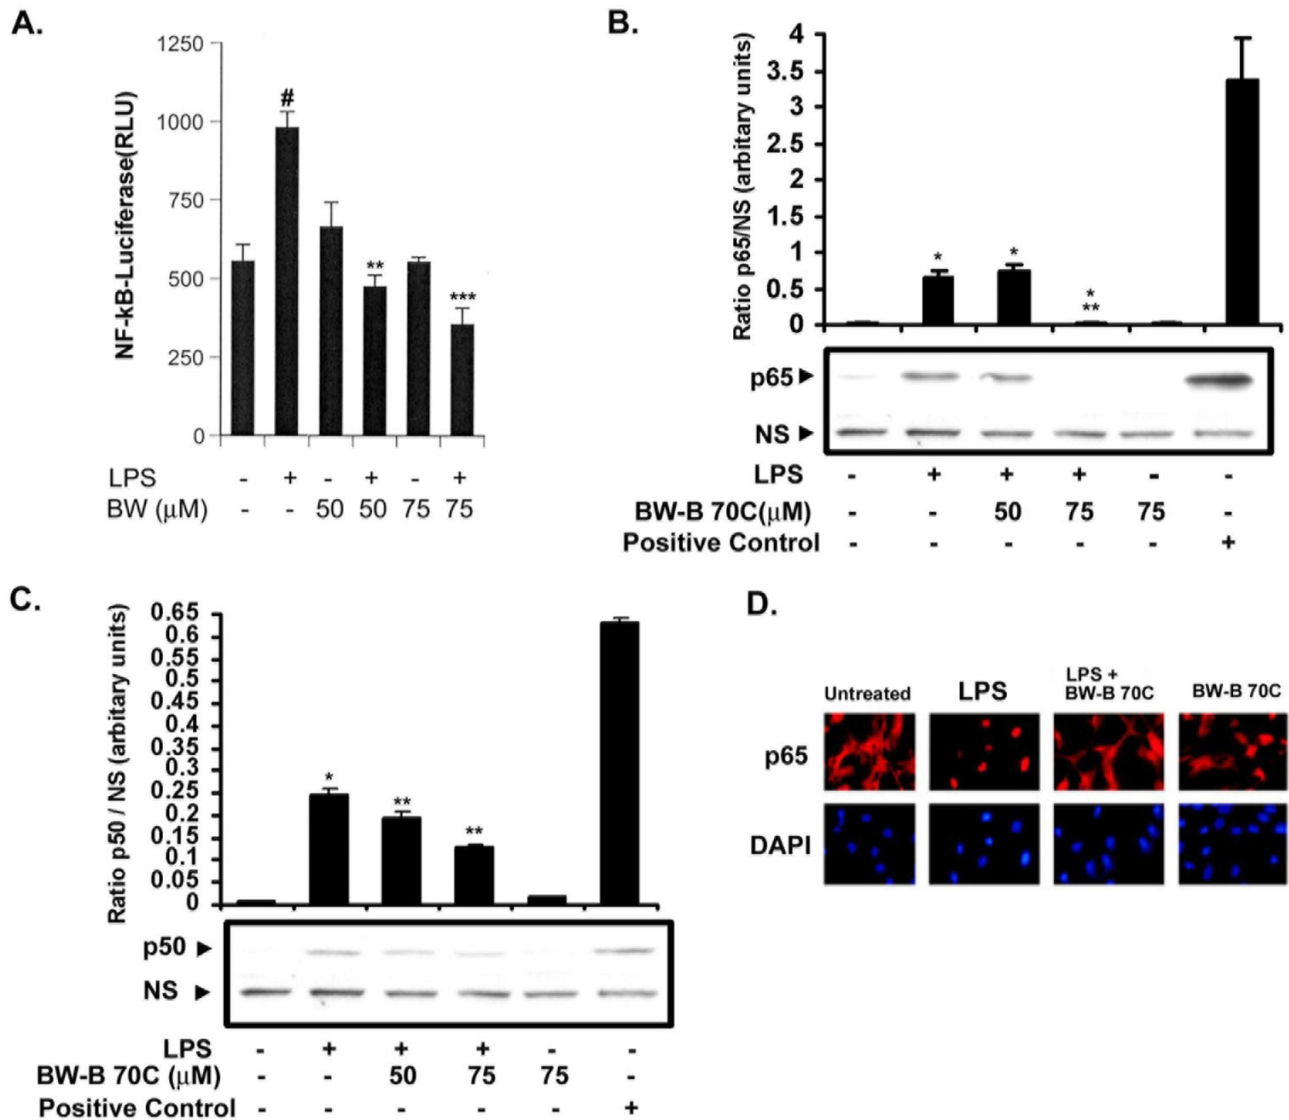 A.
NF-kB-Luciferase(RLU)
1250
1000
750
500
250
0
#
**
***
LPS - + - + - +
BW (μM) - - 50 50 75 75
B.
Ratio p65/NS (arbitary units)
4
3.5
3
2.5
2
1.5
1
0.5
0
*
*
*
**
p65
NS
LPS - + + + - -
BW-B 70C(μM) - - 50 75 75 -
Positive Control - - - - - +
C.
Ratio p50 / NS (arbitary units)
0.65
0.6
0.55
0.5
0.45
0.4
0.35
0.3
0.25
0.2
0.15
0.1
0.05
0
*
**
**
p50
NS
LPS - + + + - -
BW-B 70C (μM) - - 50 75 75 -
Positive Control - - - - - +
D.
Untreated
LPS
LPS +
BW-B 70C
BW-B 70C
p65
DAPI